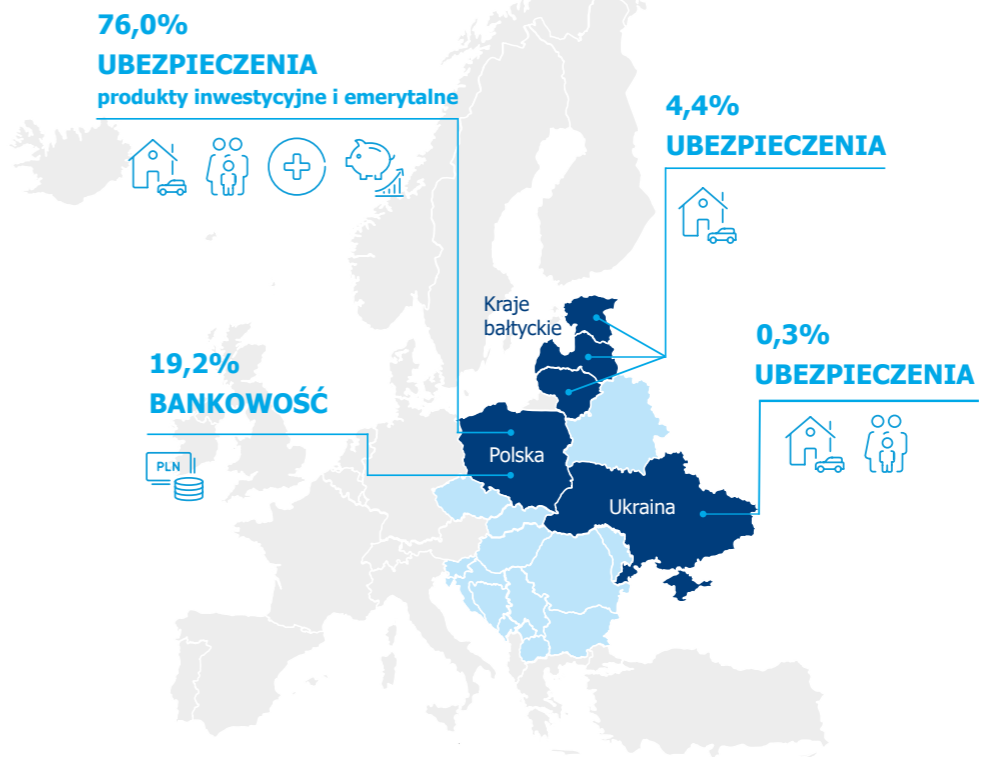 76,0%
UBEZPIECZENIA
produkty inwestycyjne i emerytalne
4,4%
UBEZPIECZENIA
Kraje
bałtyckie
0,3%
UBEZPIECZENIA
19,2%
BANKOWOŚĆ
PLN
Polska
Ukraina